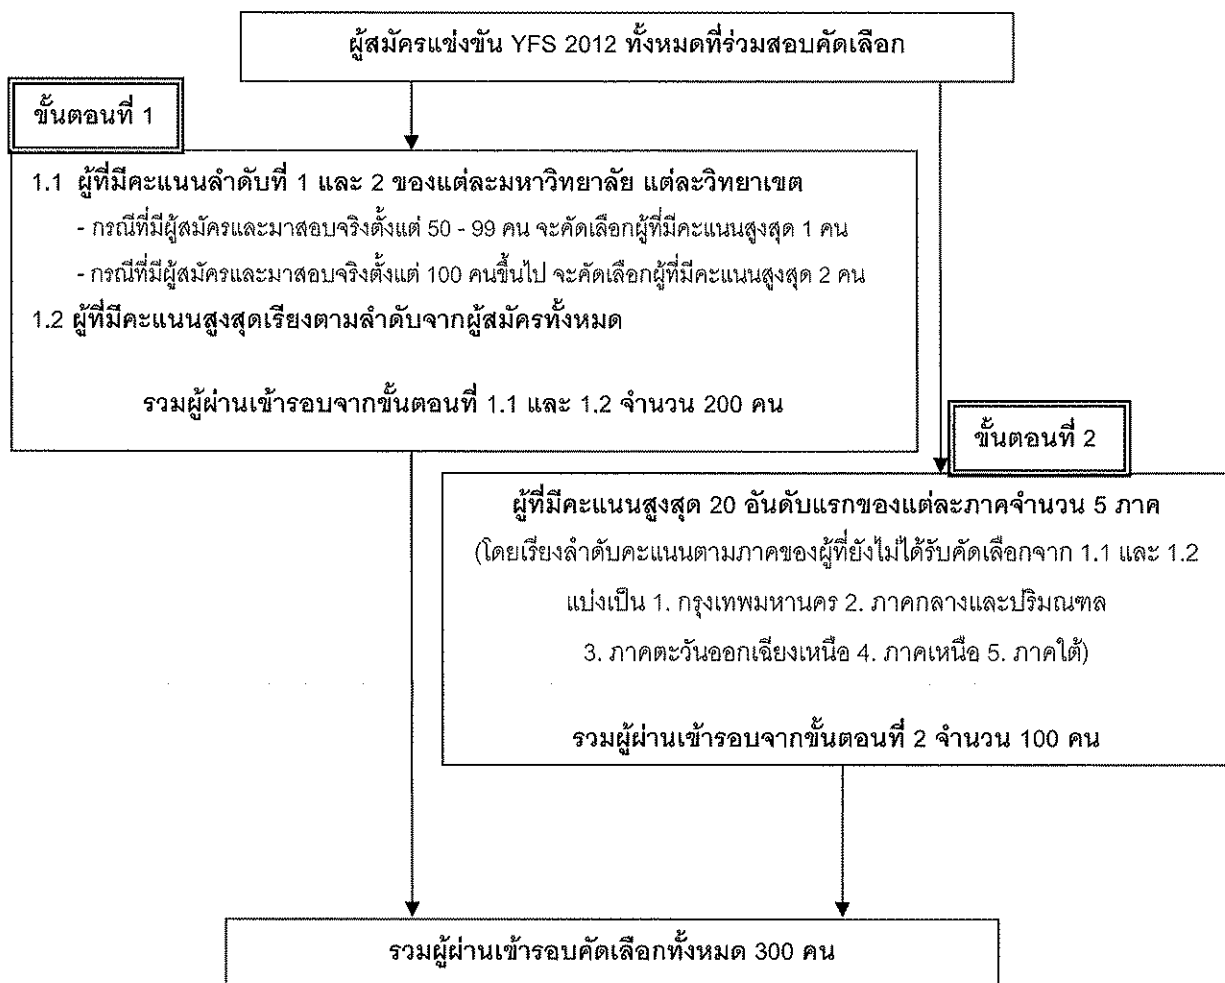 ผู้สมัครแข่งขัน YFS 2012 ทั้งหมดที่ร่วมสอบคัดเลือก
ขั้นตอนที่ 1
1.1 ผู้ที่มีคะแนนลำดับที่ 1 และ 2 ของแต่ละมหาวิทยาลัย แต่ละวิทยาเขต
- กรณีที่มีผู้สมัครและมาสอบจริงตั้งแต่ 50 - 99 คน จะคัดเลือกผู้ที่มีคะแนนสูงสุด 1 คน
- กรณีที่มีผู้สมัครและมาสอบจริงตั้งแต่ 100 คนขึ้นไป จะคัดเลือกผู้ที่มีคะแนนสูงสุด 2 คน
1.2 ผู้ที่มีคะแนนสูงสุดเรียงตามลำดับจากผู้สมัครทั้งหมด
รวมผู้ผ่านเข้ารอบจากขั้นตอนที่ 1.1 และ 1.2 จำนวน 200 คน
ขั้นตอนที่ 2
ผู้ที่มีคะแนนสูงสุด 20 อันดับแรกของแต่ละภาคจำนวน 5 ภาค
(โดยเรียงลำดับคะแนนตามภาคของผู้ที่ยังไม่ได้รับคัดเลือกจาก 1.1 และ 1.2
แบ่งเป็น 1. กรุงเทพมหานคร 2. ภาคกลางและปริมณฑล
3. ภาคตะวันออกเฉียงเหนือ 4. ภาคเหนือ 5. ภาคใต้)
รวมผู้ผ่านเข้ารอบจากขั้นตอนที่ 2 จำนวน 100 คน
รวมผู้ผ่านเข้ารอบคัดเลือกทั้งหมด 300 คน